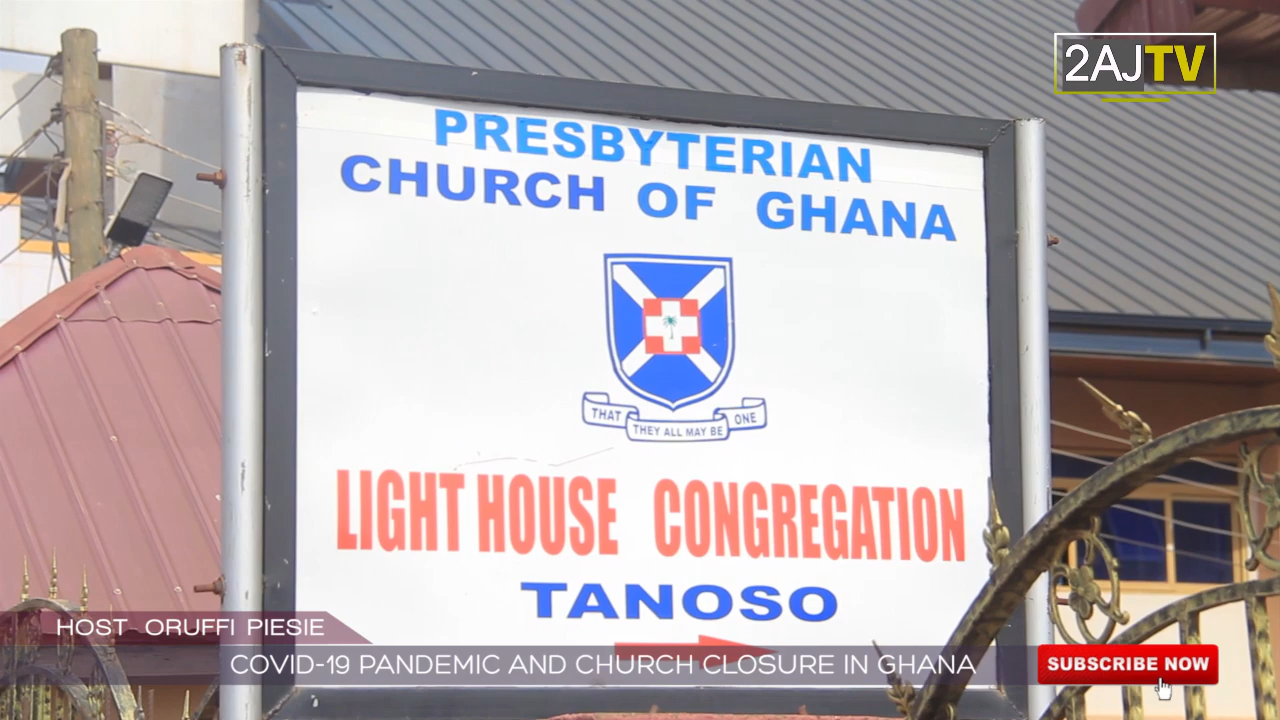 2AJTV
PRESBYTERIAN
CHURCH OF GHANA
THAT THEY ALL MAY BE ONE
LIGHT HOUSE CONGREGATION
TANOSO
HOST ORUFFI PIESIE
COVID-19 PANDEMIC AND CHURCH CLOSURE IN GHANA
SUBSCRIBE NOW